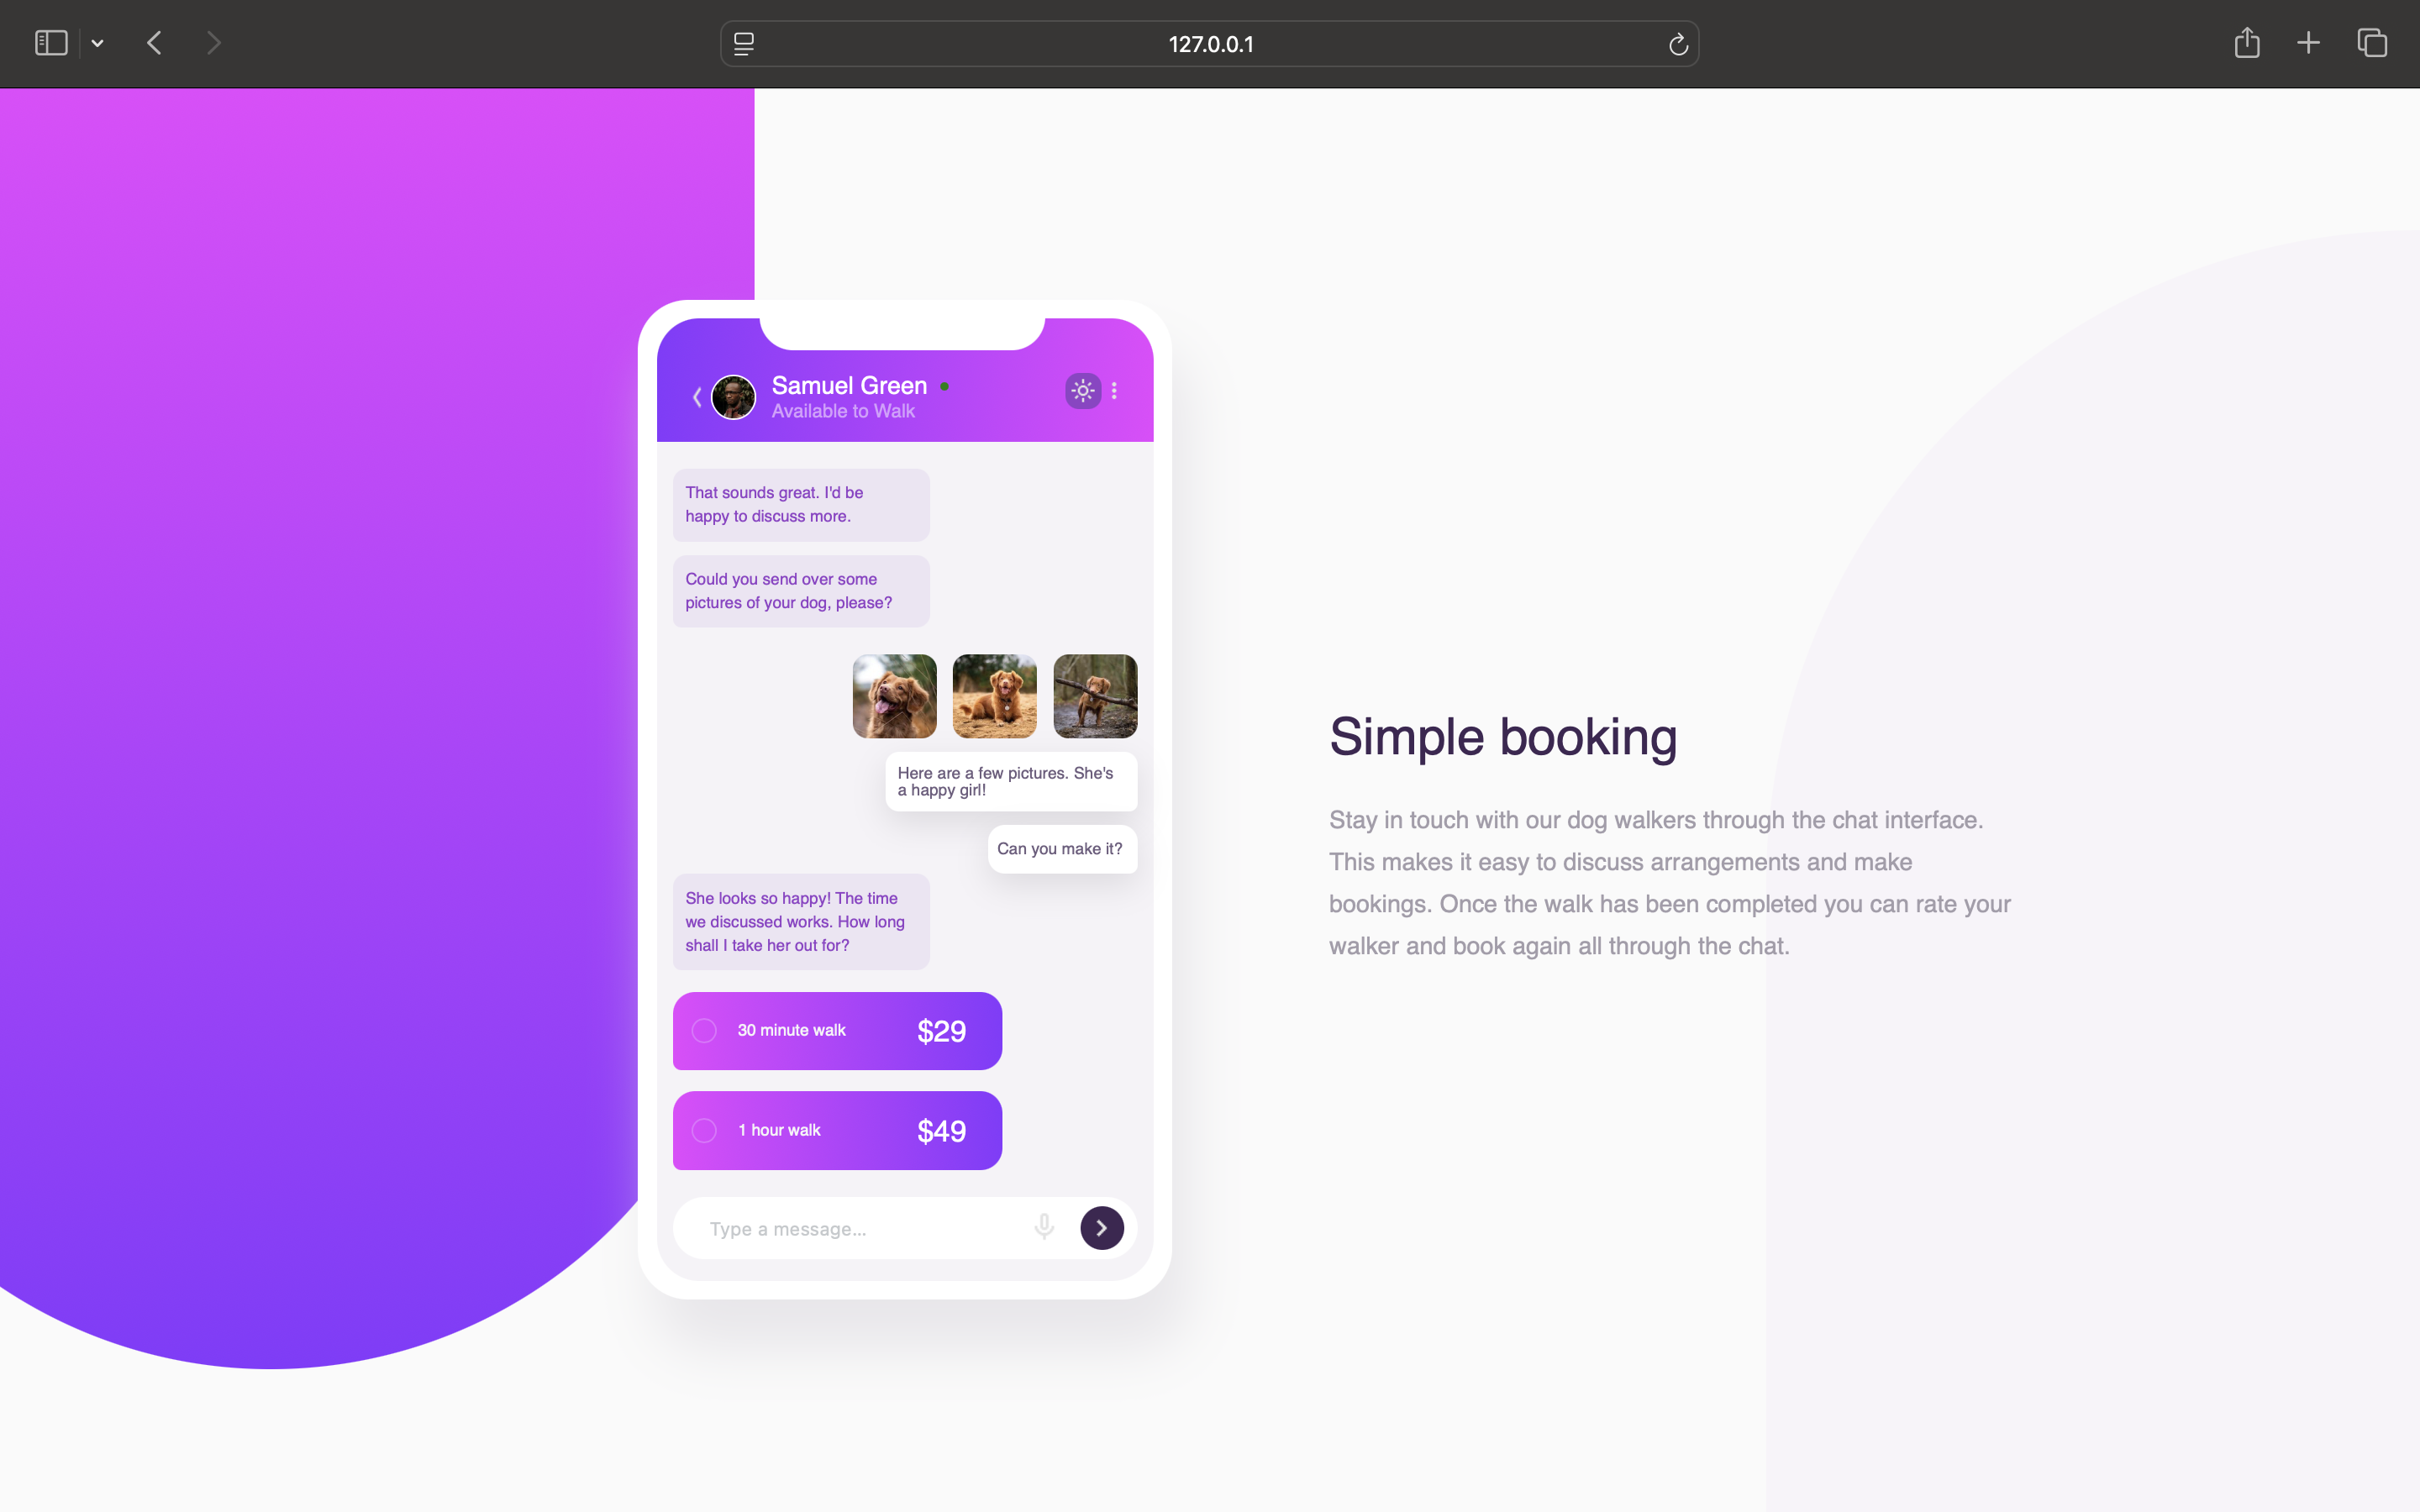 127.0.0.1
Samuel Green
Available to Walk
That sounds great. I'd be
happy to discuss more.
Could you send over some
pictures of your dog, please?
Here are a few pictures. She's
a happy girl!
Can you make it?
She looks so happy! The time
we discussed works. How long
shall I take her out for?
30 minute walk $29
1 hour walk $49
Type a message...
Simple booking
Stay in touch with our dog walkers through the chat interface.
This makes it easy to discuss arrangements and make
bookings. Once the walk has been completed you can rate your
walker and book again all through the chat.